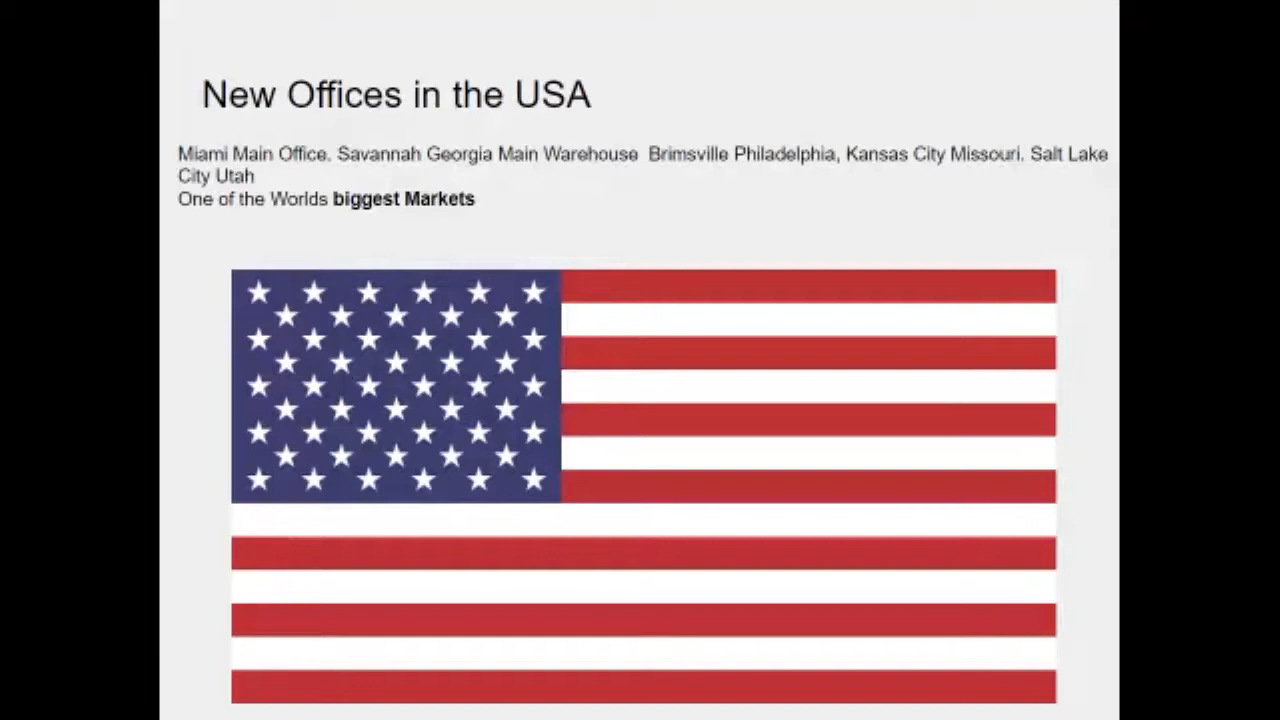 New Offices in the USA
Miami Main Office. Savannah Georgia Main Warehouse  Brimsville Philadelphia, Kansas City Missouri. Salt Lake
City Utah
One of the Worlds biggest Markets